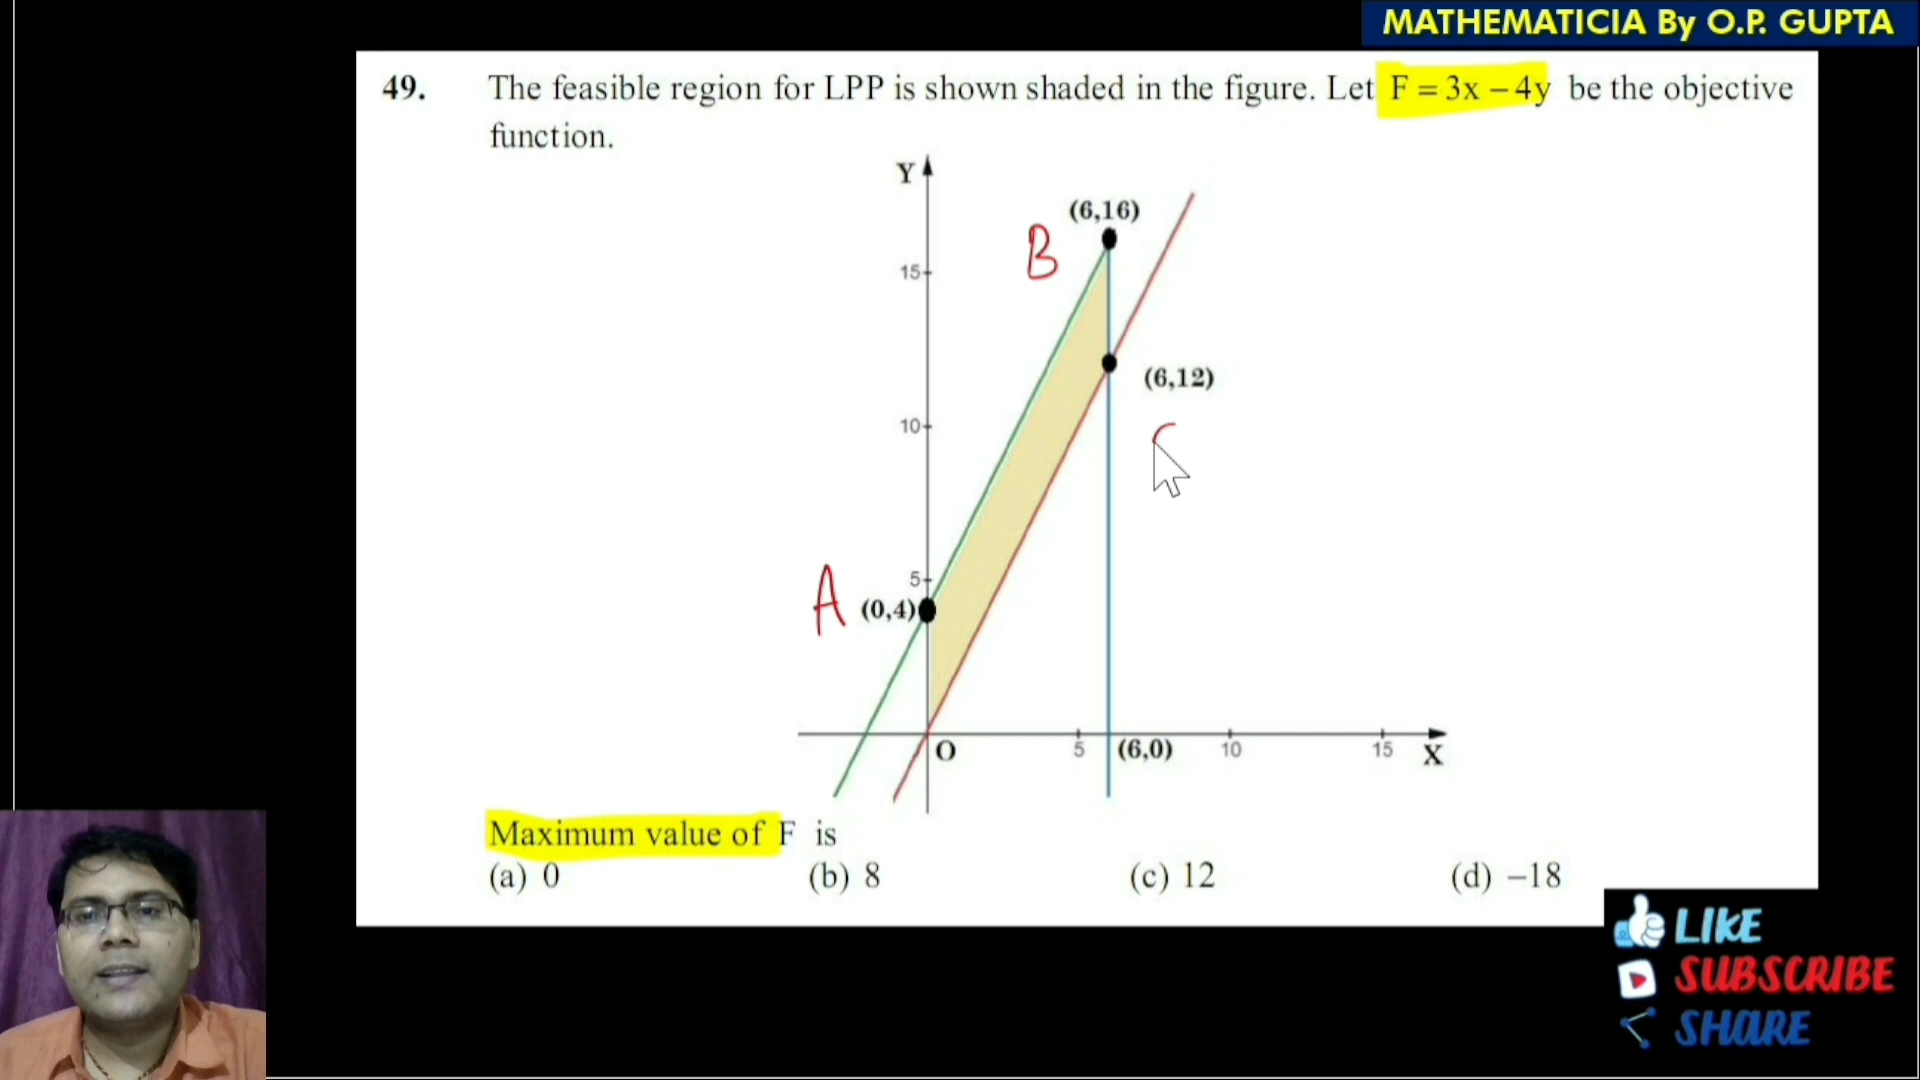 MATHEMATICIA By O.P. GUPTA
49. The feasible region for LPP is shown shaded in the figure. Let F = 3x – 4y be the objective
function.
Y
(6,16)
B
15
(6,12)
10
C
5
A (0,4)
O 5 (6,0) 10 15 X
Maximum value of F is
(a) 0 (b) 8 (c) 12 (d) –18
LIKE
SUBSCRIBE
SHARE